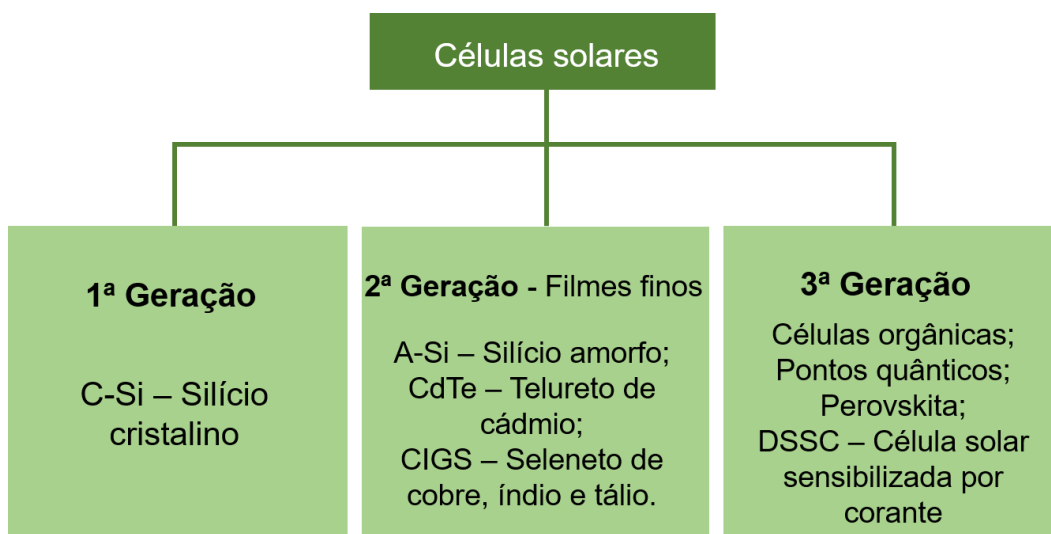 Células solares
1ª Geração
C-Si – Silício
cristalino
2ª Geração - Filmes finos
A-Si – Silício amorfo;
CdTe – Telureto de
cádmio;
CIGS – Seleneto de
cobre, índio e tálio.
3ª Geração
Células orgânicas;
Pontos quânticos;
Perovskita;
DSSC – Célula solar
sensibilizada por
corante